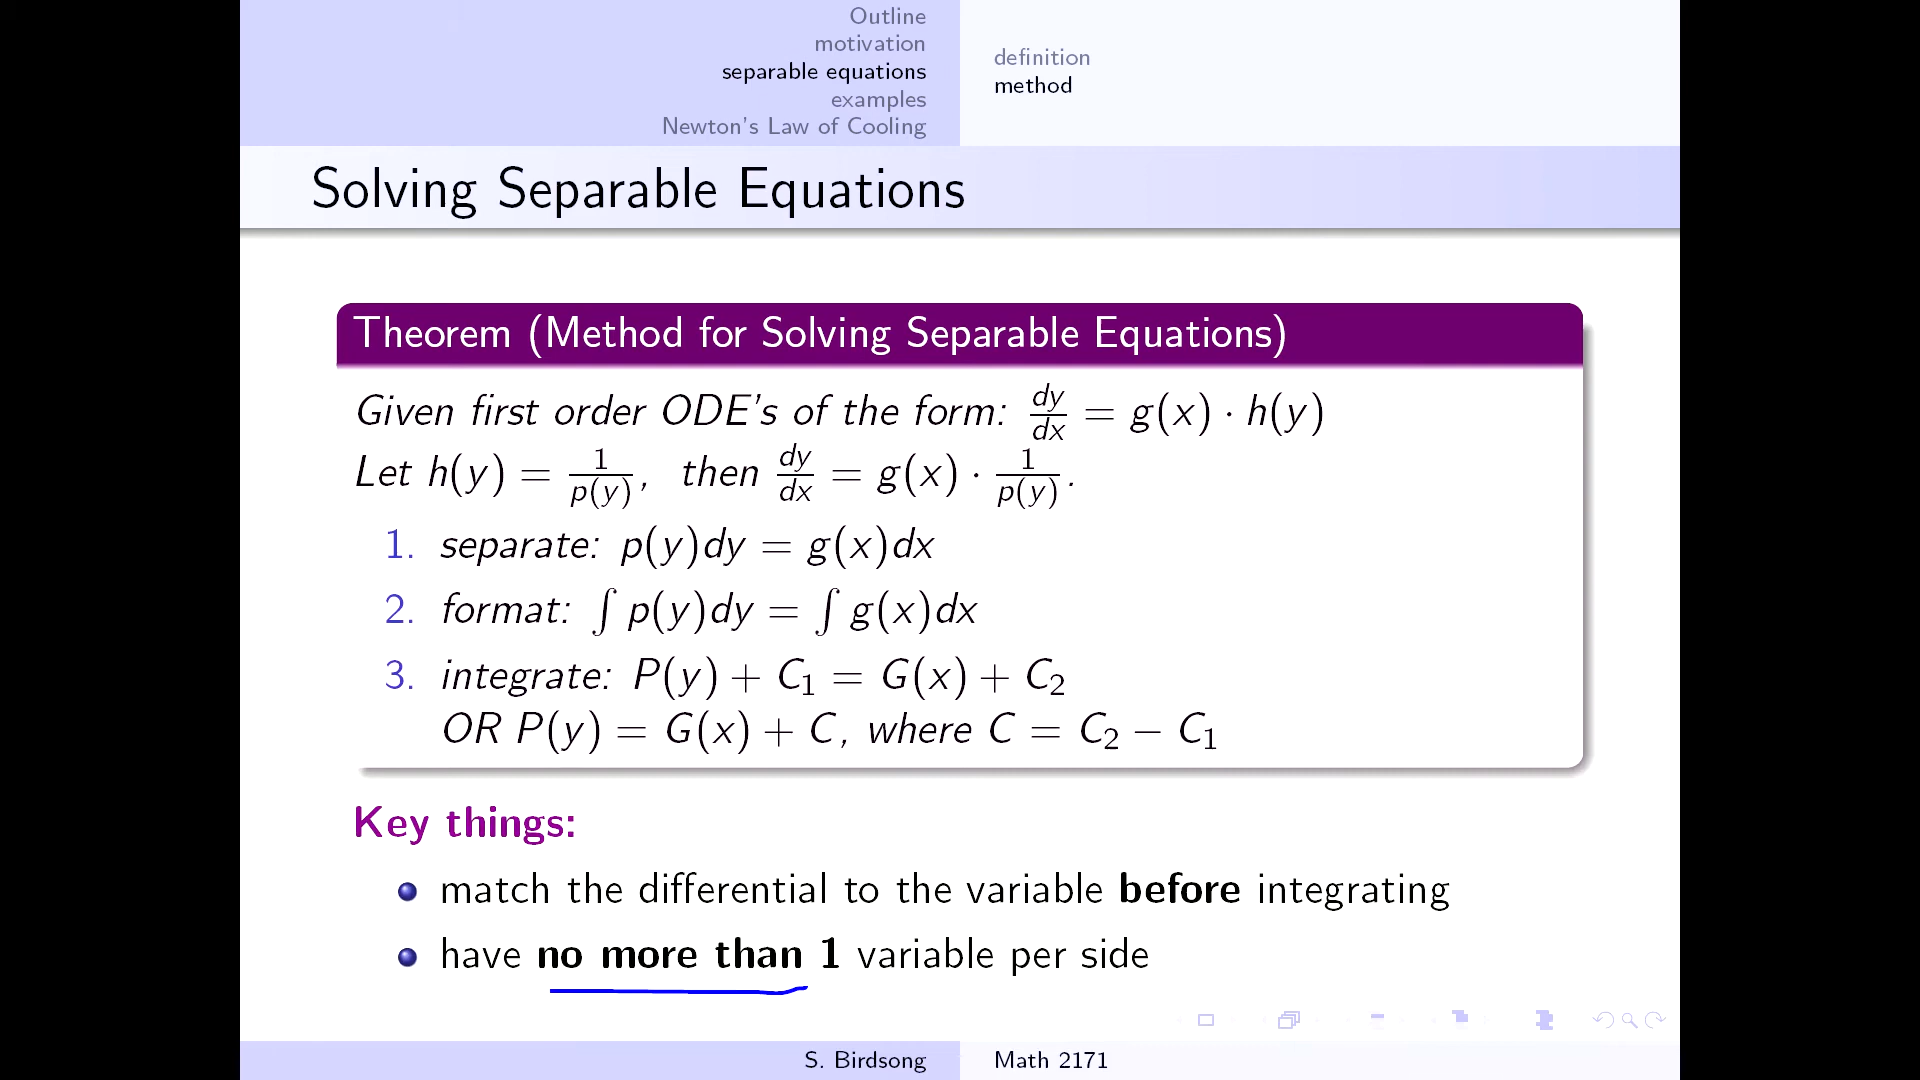 Outline
motivation
separable equations
examples
Newton's Law of Cooling
definition
method
Solving Separable Equations
Theorem (Method for Solving Separable Equations)
Given first order ODE's of the form: dy/dx = g(x) · h(y)
Let h(y) = 1/p(y), then dy/dx = g(x) · 1/p(y).
1. separate: p(y)dy = g(x)dx
2. format: ∫ p(y)dy = ∫ g(x)dx
3. integrate: P(y) + C₁ = G(x) + C₂
OR P(y) = G(x) + C, where C = C₂ − C₁
Key things:
match the differential to the variable before integrating
have no more than 1 variable per side
S. Birdsong
Math 2171